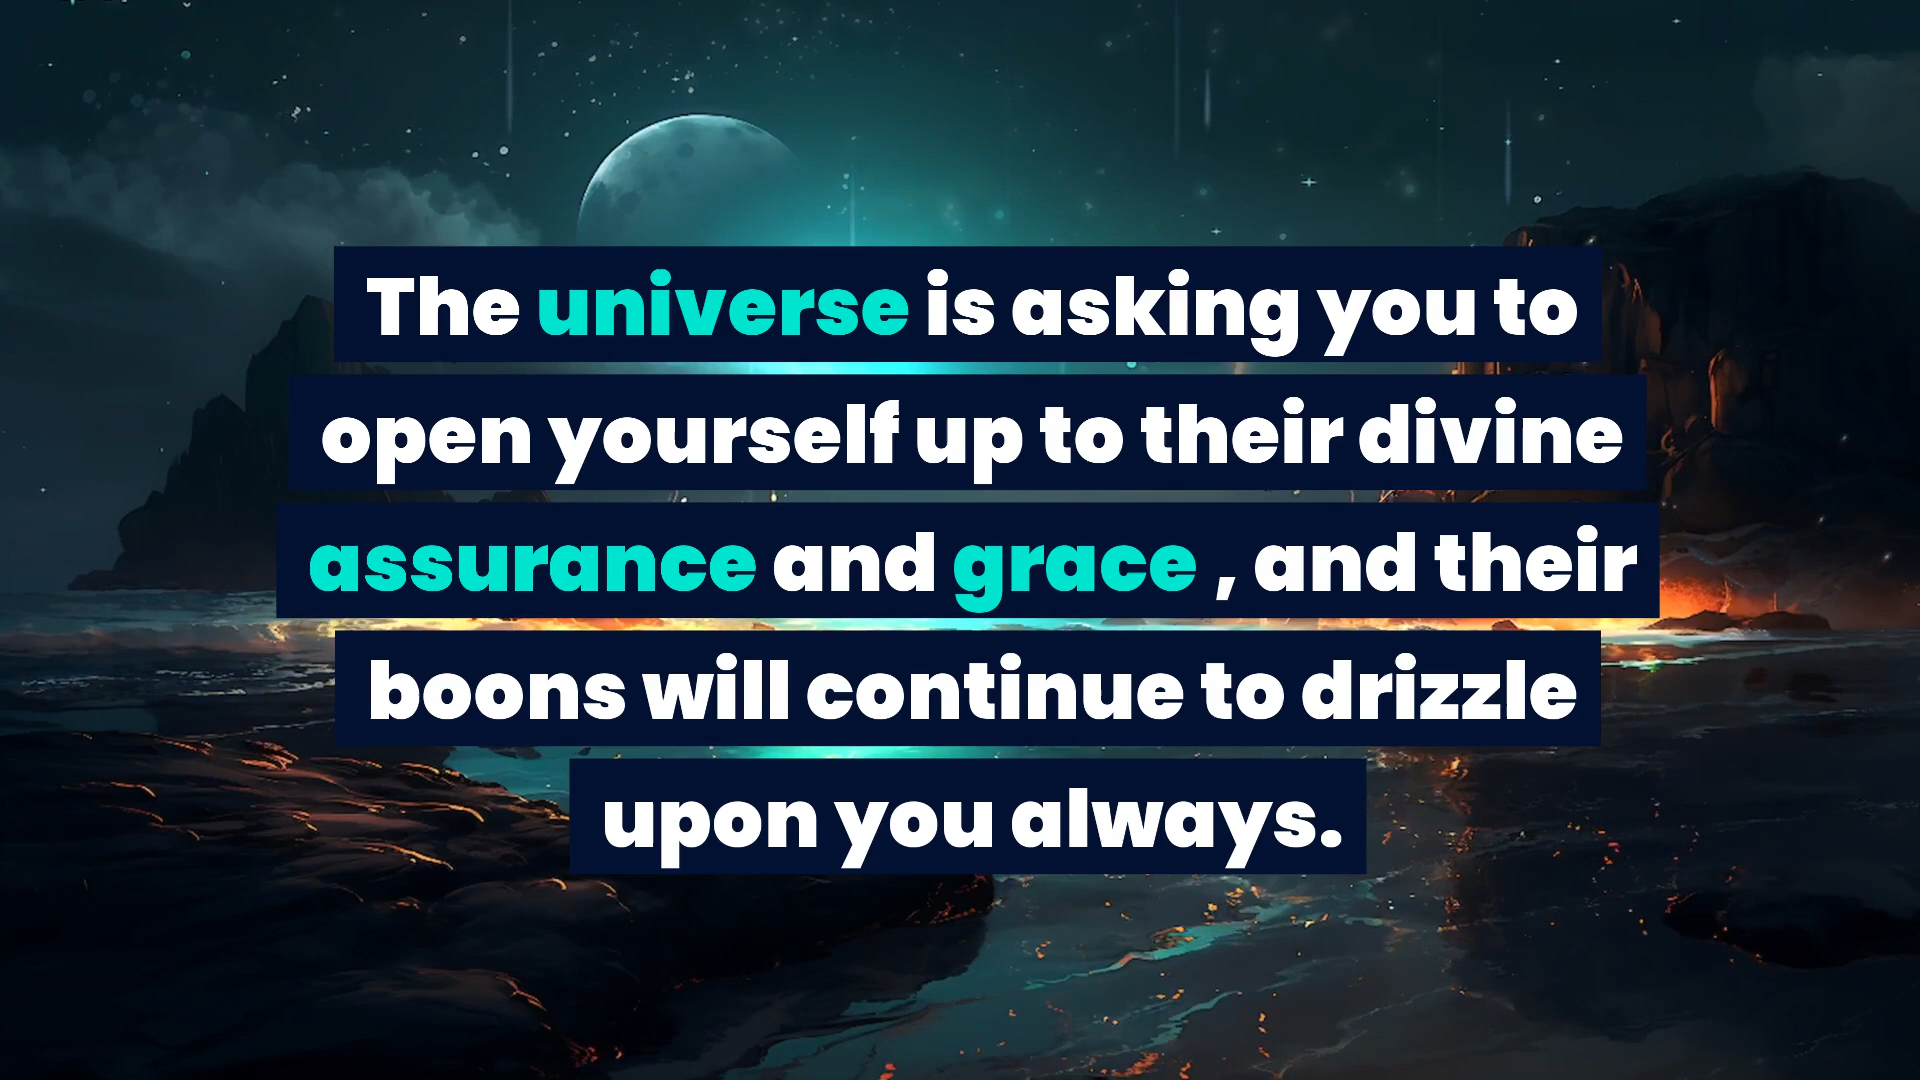 The universe is asking you to
open yourself up to their divine
assurance and grace , and their
boons will continue to drizzle
upon you always.